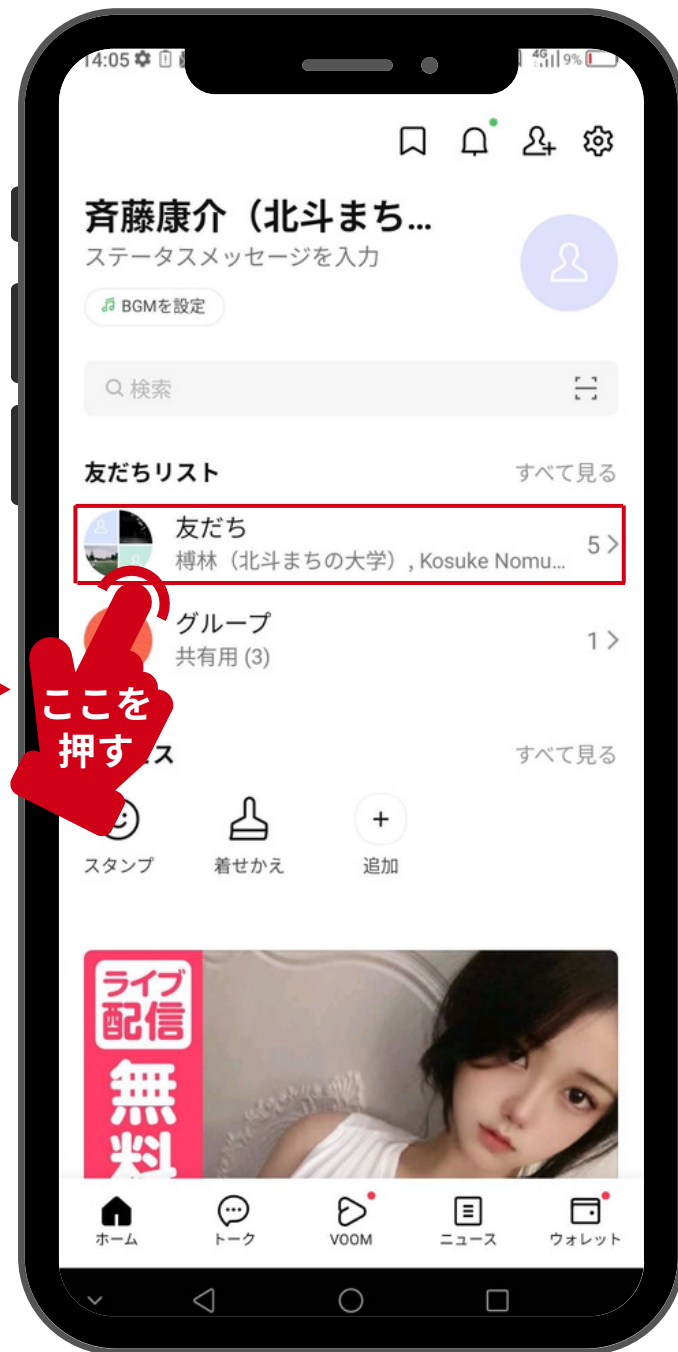 14:05
4G 9%
斉藤康介（北斗まち...
ステータスメッセージを入力
BGMを設定
検索
友だちリスト
すべて見る
友だち
5
樽林（北斗まちの大学）, Kosuke Nomu...
グループ
共有用 (3)
1
ここを
押す
ス
すべて見る
スタンプ
着せかえ
追加
ライブ
配信
無
料
ホーム
トーク
VOOM
ニュース
ウォレット